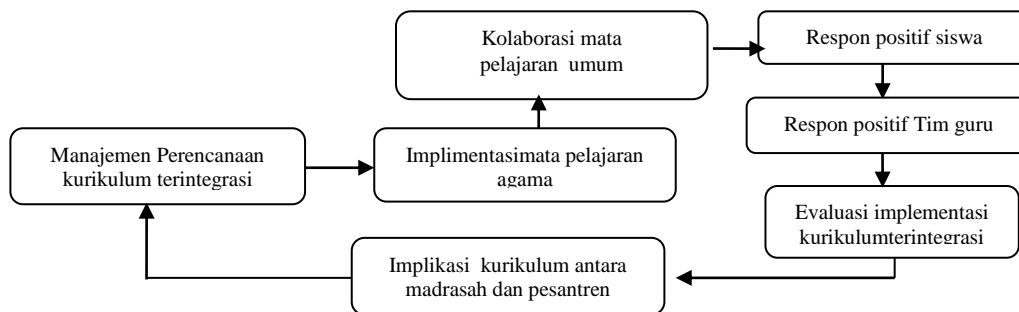 Kolaborasi mata
pelajaran umum
Respon positif siswa
Respon positif Tim guru
Manajemen Perencanaan
kurikulum terintegrasi
Implimentasimata pelajaran
agama
Evaluasi implementasi
kurikulumterintegrasi
Implikasi kurikulum antara
madrasah dan pesantren